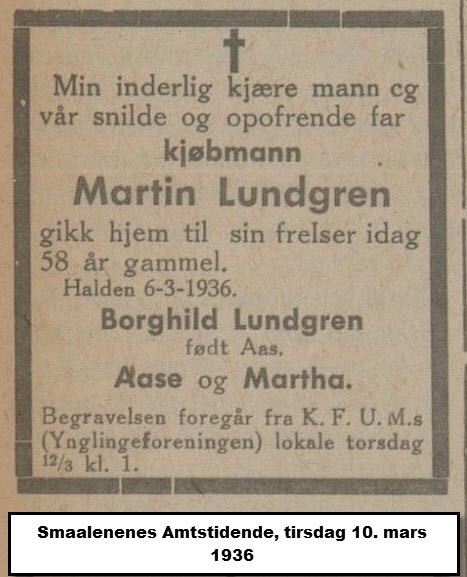 Min inderlig kjære mann cg
vår snilde og opofrende far
kjøbmann
Martin Lundgren
gikk hjem til sin frelser idag
58 år gammel.
Halden 6-3-1936.
Borghild Lundgren
født Aas.
Aase og Martha.
Begravelsen foregår fra K. F. U. M.s
(Ynglingeforeningen) lokale torsdag
12/3 kl. 1.
Smaalenenes Amtstidende, tirsdag 10. mars
1936